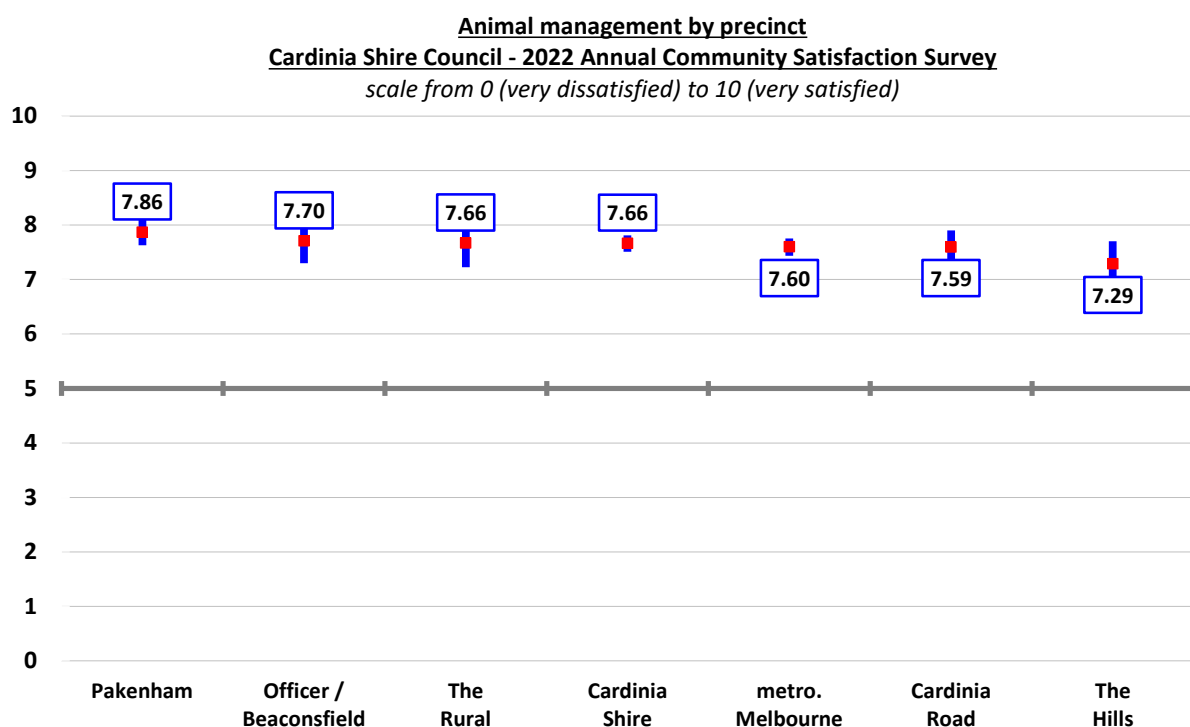 Animal management by precinct
Cardinia Shire Council - 2022 Annual Community Satisfaction Survey
scale from 0 (very dissatisfied) to 10 (very satisfied)
10
9
8
7
6
5
4
3
2
1
0
7.86
7.70
7.66
7.66
7.60
7.59
7.29
Pakenham
Officer /
Beaconsfield
The
Rural
Cardinia
Shire
metro.
Melbourne
Cardinia
Road
The
Hills